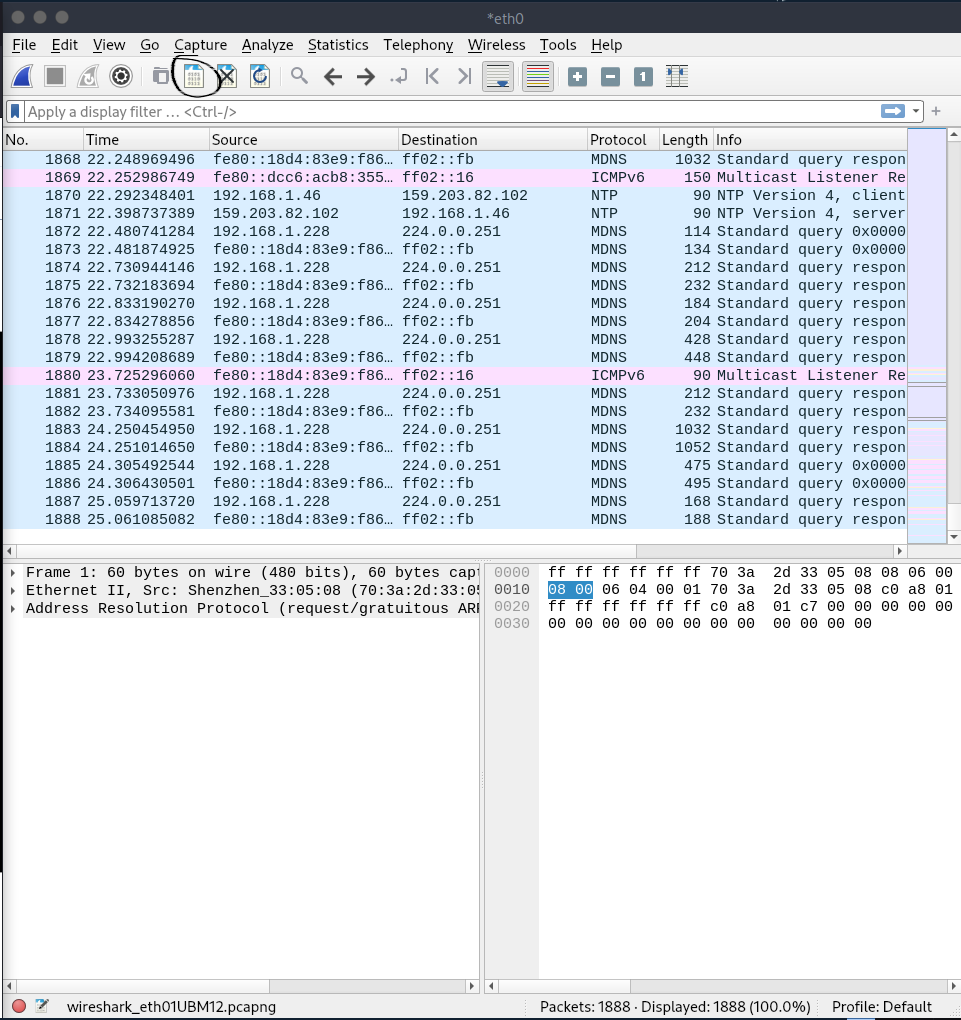 *eth0
File Edit View Go Capture Analyze Statistics Telephony Wireless Tools Help
Apply a display filter … <Ctrl-/>
No. Time Source Destination Protocol Length Info
1868 22.248969496 fe80::18d4:83e9:f86… ff02::fb MDNS 1032 Standard query respon
1869 22.252986749 fe80::dcc6:acb8:355… ff02::16 ICMPv6 150 Multicast Listener Re
1870 22.292348401 192.168.1.46 159.203.82.102 NTP 90 NTP Version 4, client
1871 22.398737389 159.203.82.102 192.168.1.46 NTP 90 NTP Version 4, server
1872 22.480741284 192.168.1.228 224.0.0.251 MDNS 114 Standard query 0x0000
1873 22.481874925 fe80::18d4:83e9:f86… ff02::fb MDNS 134 Standard query 0x0000
1874 22.730944146 192.168.1.228 224.0.0.251 MDNS 212 Standard query respon
1875 22.732183694 fe80::18d4:83e9:f86… ff02::fb MDNS 232 Standard query respon
1876 22.833190270 192.168.1.228 224.0.0.251 MDNS 184 Standard query respon
1877 22.834278856 fe80::18d4:83e9:f86… ff02::fb MDNS 204 Standard query respon
1878 22.993255287 192.168.1.228 224.0.0.251 MDNS 428 Standard query respon
1879 22.994208689 fe80::18d4:83e9:f86… ff02::fb MDNS 448 Standard query respon
1880 23.725296060 fe80::18d4:83e9:f86… ff02::16 ICMPv6 90 Multicast Listener Re
1881 23.733050976 192.168.1.228 224.0.0.251 MDNS 212 Standard query respon
1882 23.734095581 fe80::18d4:83e9:f86… ff02::fb MDNS 232 Standard query respon
1883 24.250454950 192.168.1.228 224.0.0.251 MDNS 1032 Standard query respon
1884 24.251014650 fe80::18d4:83e9:f86… ff02::fb MDNS 1052 Standard query respon
1885 24.305492544 192.168.1.228 224.0.0.251 MDNS 475 Standard query 0x0000
1886 24.306430501 fe80::18d4:83e9:f86… ff02::fb MDNS 495 Standard query 0x0000
1887 25.059713720 192.168.1.228 224.0.0.251 MDNS 168 Standard query respon
1888 25.061085082 fe80::18d4:83e9:f86… ff02::fb MDNS 188 Standard query respon
Frame 1: 60 bytes on wire (480 bits), 60 bytes capt
Ethernet II, Src: Shenzhen_33:05:08 (70:3a:2d:33:05
Address Resolution Protocol (request/gratuitous ARP
0000 ff ff ff ff ff ff 70 3a 2d 33 05 08 08 06 00
0010 08 00 06 04 00 01 70 3a 2d 33 05 08 c0 a8 01
0020 ff ff ff ff ff ff c0 a8 01 c7 00 00 00 00 00
0030 00 00 00 00 00 00 00 00 00 00 00 00
wireshark_eth01UBM12.pcapng Packets: 1888 · Displayed: 1888 (100.0%) Profile: Default